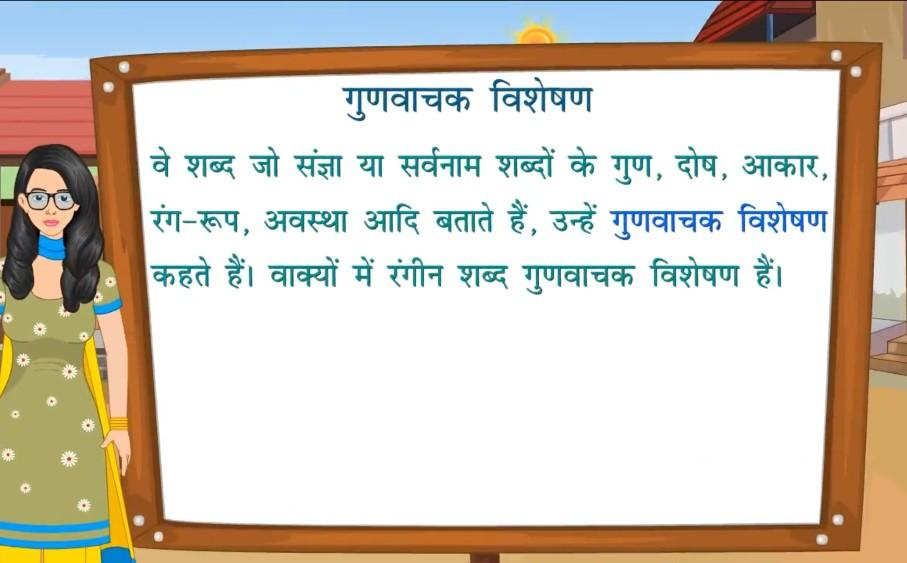 गुणवाचक विशेषण
वे शब्द जो संज्ञा या सर्वनाम शब्दों के गुण, दोष, आकार,
रंग-रूप, अवस्था आदि बताते हैं, उन्हें गुणवाचक विशेषण
कहते हैं। वाक्यों में रंगीन शब्द गुणवाचक विशेषण हैं।